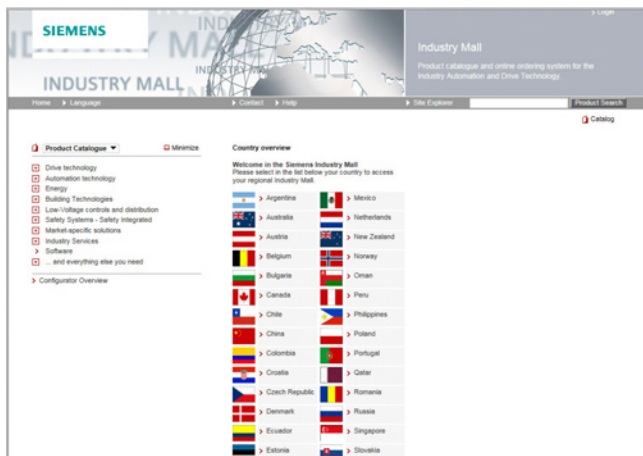 Login
SIEMENS
INDUSTRY MALL
Industry Mall
Product catalogue and online ordering system for the
Industry Automation and Drive Technology.
Home Language Contact Help Site Explorer Product Search
Catalog
Product Catalogue Minimize
Drive technology
Automation technology
Energy
Building Technologies
Low-Voltage controls and distribution
Safety Systems - Safety Integrated
Market-specific solutions
Industry Services
Software
... and everything else you need
Configurator Overview
Country overview
Welcome in the Siemens Industry Mall
Please select in the list below your country to access
your regional Industry Mall.
Argentina Mexico
Australia Netherlands
Austria New Zealand
Belgium Norway
Bulgaria Oman
Canada Peru
Chile Philippines
China Poland
Colombia Portugal
Croatia Qatar
Czech Republic Romania
Denmark Russia
Ecuador Singapore
Estonia Slovakia